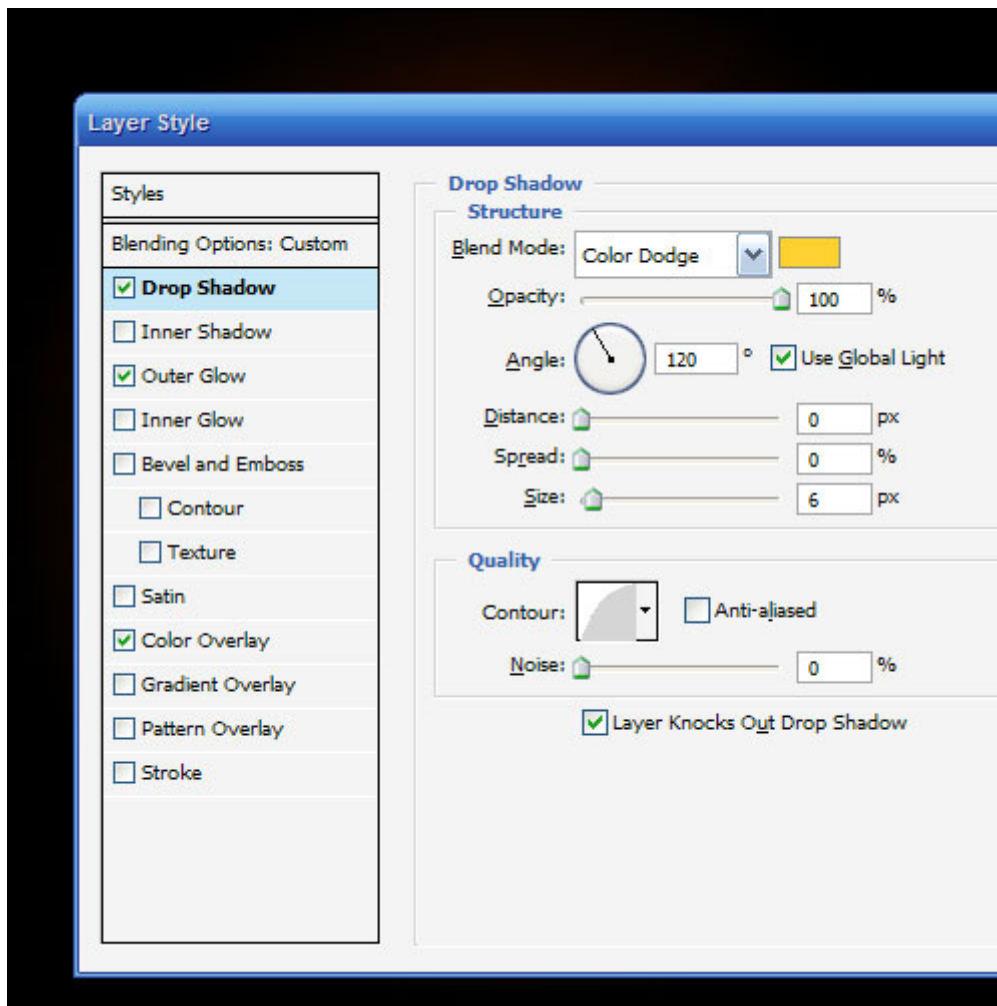 Layer Style
Styles
Blending Options: Custom
Drop Shadow
Inner Shadow
Outer Glow
Inner Glow
Bevel and Emboss
Contour
Texture
Satin
Color Overlay
Gradient Overlay
Pattern Overlay
Stroke
Drop Shadow
Structure
Blend Mode: Color Dodge
Opacity: 100 %
Angle: 120 ° Use Global Light
Distance: 0 px
Spread: 0 %
Size: 6 px
Quality
Contour: Anti-aliased
Noise: 0 %
Layer Knocks Out Drop Shadow